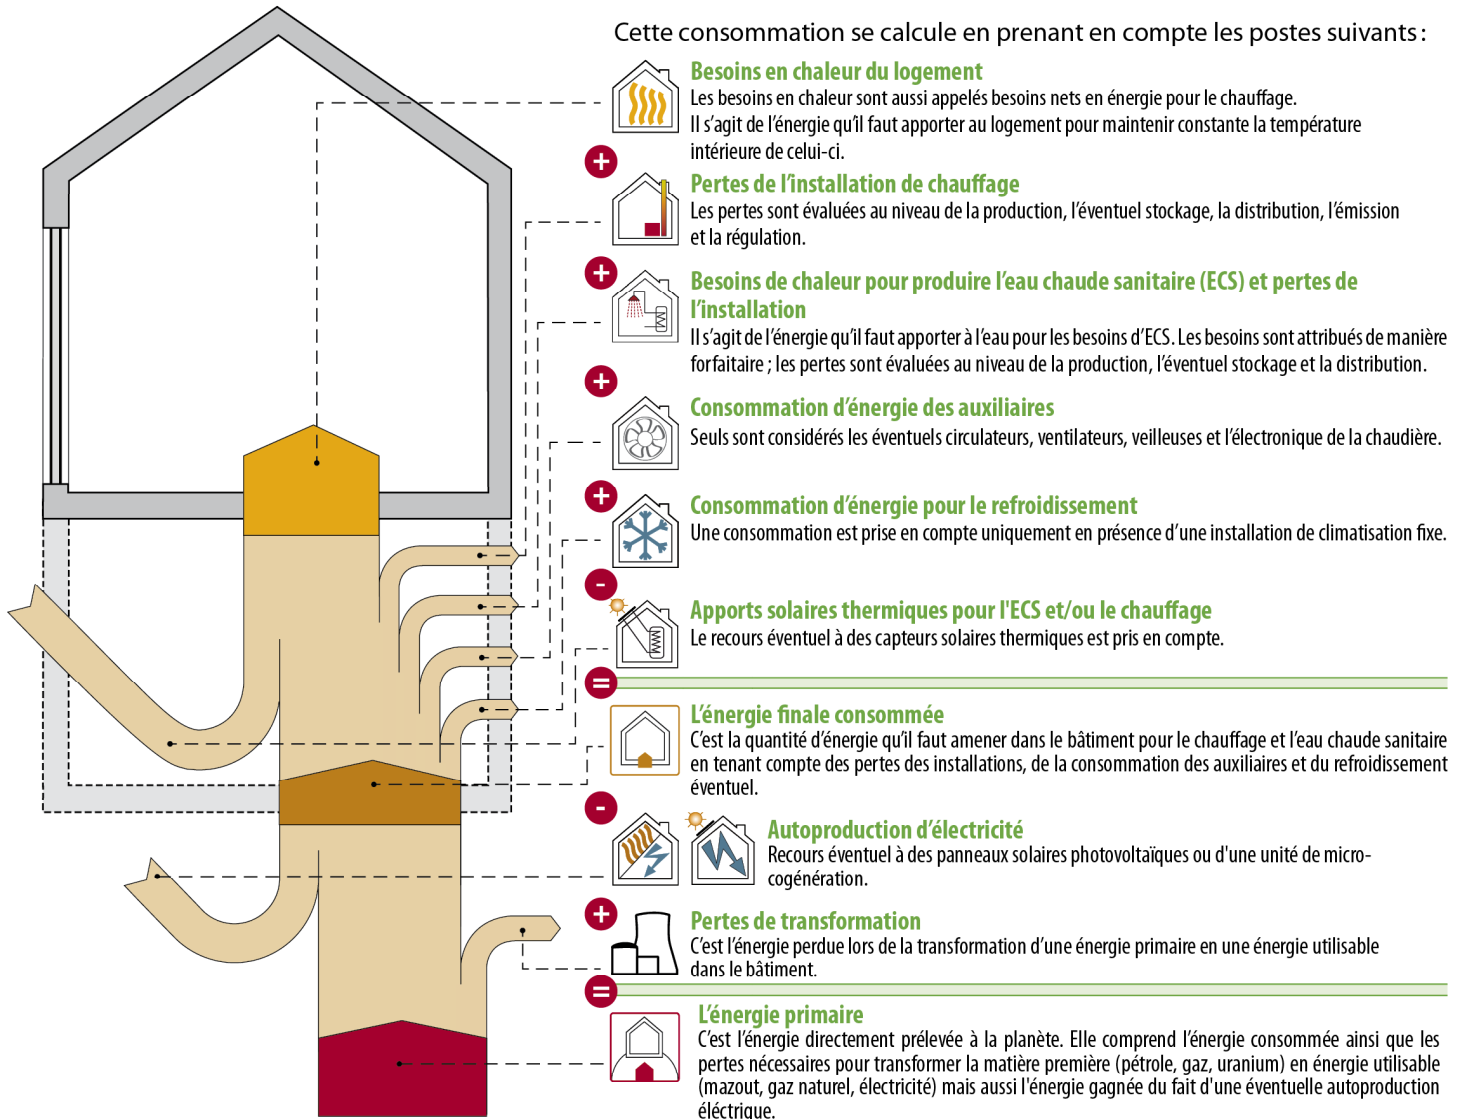 Cette consommation se calcule en prenant en compte les postes suivants :
Besoins en chaleur du logement
Les besoins en chaleur sont aussi appelés besoins nets en énergie pour le chauffage.
Il s'agit de l'énergie qu'il faut apporter au logement pour maintenir constante la température
intérieure de celui-ci.
+
Pertes de l'installation de chauffage
Les pertes sont évaluées au niveau de la production, l'éventuel stockage, la distribution, l'émission
et la régulation.
+
Besoins de chaleur pour produire l'eau chaude sanitaire (ECS) et pertes de
l'installation
Il s'agit de l'énergie qu'il faut apporter à l'eau pour les besoins d'ECS. Les besoins sont attribués de manière
forfaitaire ; les pertes sont évaluées au niveau de la production, l'éventuel stockage et la distribution.
+
Consommation d'énergie des auxiliaires
Seuls sont considérés les éventuels circulateurs, ventilateurs, veilleuses et l'électronique de la chaudière.
+
Consommation d'énergie pour le refroidissement
Une consommation est prise en compte uniquement en présence d'une installation de climatisation fixe.
-
Apports solaires thermiques pour l'ECS et/ou le chauffage
Le recours éventuel à des capteurs solaires thermiques est pris en compte.
=
L'énergie finale consommée
C'est la quantité d'énergie qu'il faut amener dans le bâtiment pour le chauffage et l'eau chaude sanitaire
en tenant compte des pertes des installations, de la consommation des auxiliaires et du refroidissement
éventuel.
-
Autoproduction d'électricité
Recours éventuel à des panneaux solaires photovoltaïques ou d'une unité de micro-
cogénération.
+
Pertes de transformation
C'est l'énergie perdue lors de la transformation d'une énergie primaire en une énergie utilisable
dans le bâtiment.
=
L'énergie primaire
C'est l'énergie directement prélevée à la planète. Elle comprend l'énergie consommée ainsi que les
pertes nécessaires pour transformer la matière première (pétrole, gaz, uranium) en énergie utilisable
(mazout, gaz naturel, électricité) mais aussi l'énergie gagnée du fait d'une éventuelle autoproduction
éléctrique.